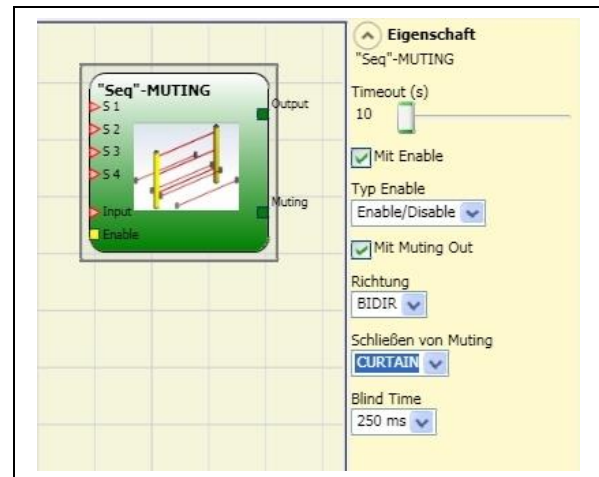 "Seq"-MUTING
S 1
S 2
S 3
S 4
Input
Enable
Output
Muting
Eigenschaft
"Seq"-MUTING
Timeout (s)
10
Mit Enable
Typ Enable
Enable/Disable
Mit Muting Out
Richtung
BIDIR
Schließen von Muting
CURTAIN
Blind Time
250 ms